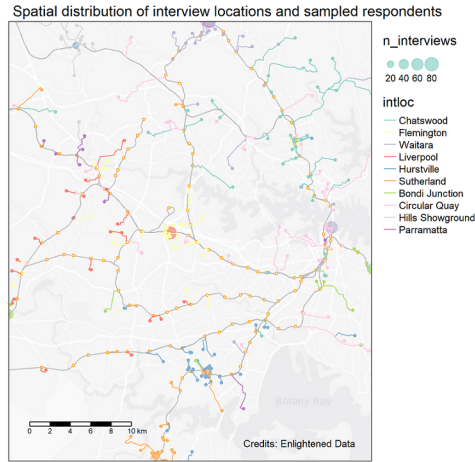 Spatial distribution of interview locations and sampled respondents
n_interviews
20 40 60 80
intloc
Chatswood
Flemington
Waitara
Liverpool
Hurstville
Sutherland
Bondi Junction
Circular Quay
Hills Showground
Parramatta
Botany Bay
0 2 4 6 8 10 km
Credits: Enlightened Data